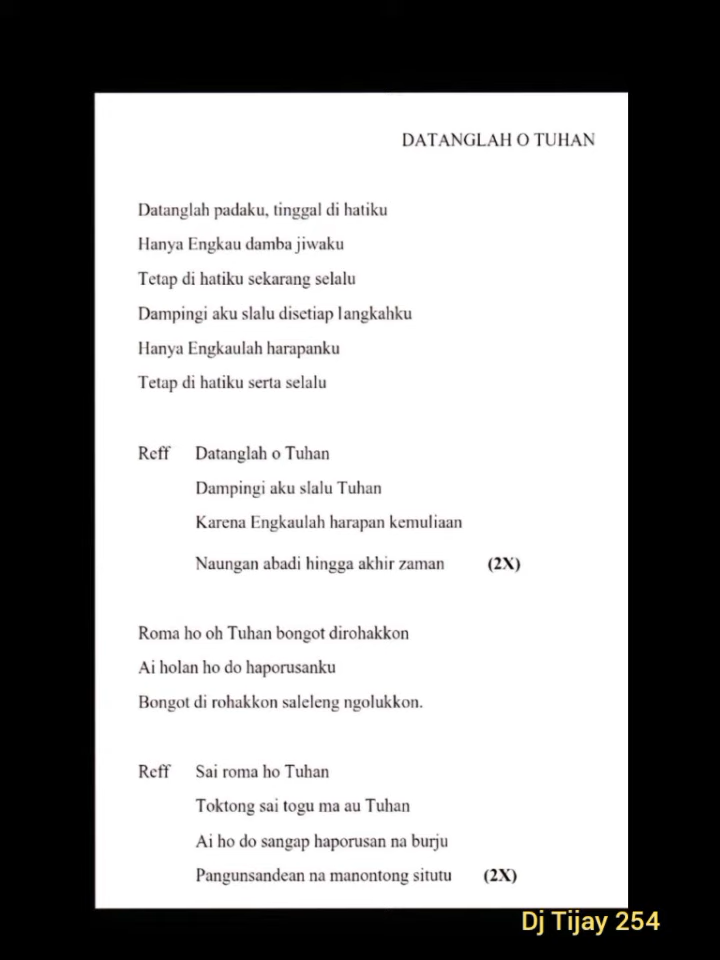 DATANGLAH O TUHAN
Datanglah padaku, tinggal di hatiku
Hanya Engkau damba jiwaku
Tetap di hatiku sekarang selalu
Dampingi aku slalu disetiap langkahku
Hanya Engkaulah harapanku
Tetap di hatiku serta selalu
Reff Datanglah o Tuhan
Dampingi aku slalu Tuhan
Karena Engkaulah harapan kemuliaan
Naungan abadi hingga akhir zaman (2X)
Roma ho oh Tuhan bongot dirohakkon
Ai holan ho do haporusanku
Bongot di rohakkon saleleng ngolukkon.
Reff Sai roma ho Tuhan
Toktong sai togu ma au Tuhan
Ai ho do sangap haporusan na burju
Pangunsandean na manontong situtu (2X)
Dj Tijay 254